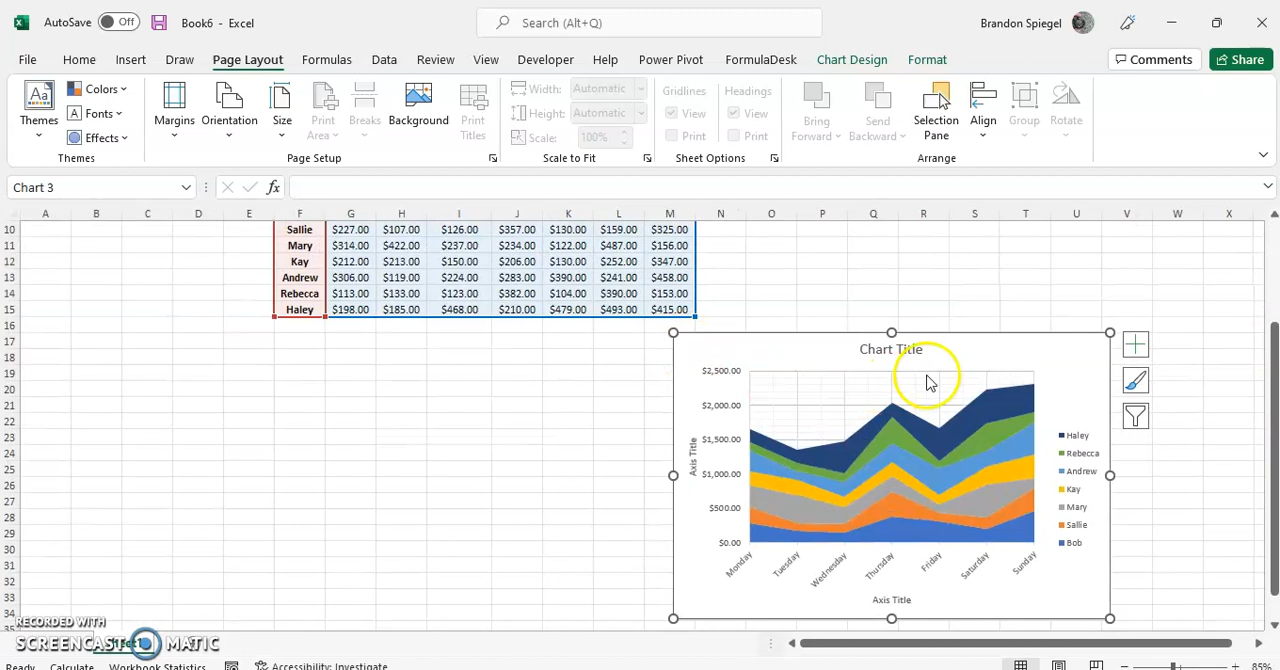 AutoSave Off Book6 - Excel Search (Alt+Q) Brandon Spiegel
File Home Insert Draw Page Layout Formulas Data Review View Developer Help Power Pivot FormulaDesk Chart Design Format Comments Share
Themes Colors Fonts Effects Margins Orientation Size Print Area Breaks Background Print Titles Width: Automatic Height: Automatic Scale: 100% Gridlines View Print Headings View Print Bring Forward Send Backward Selection Pane Align Group Rotate
Themes Page Setup Scale to Fit Sheet Options Arrange
Chart 3 fx
A B C D E F G H I J K L M N O P Q R S T U V W X
10 Sallie $227.00 $107.00 $126.00 $357.00 $130.00 $159.00 $325.00
11 Mary $314.00 $422.00 $237.00 $234.00 $122.00 $487.00 $156.00
12 Kay $212.00 $213.00 $150.00 $206.00 $130.00 $252.00 $347.00
13 Andrew $306.00 $119.00 $224.00 $283.00 $390.00 $241.00 $458.00
14 Rebecca $113.00 $133.00 $123.00 $382.00 $104.00 $390.00 $153.00
15 Haley $198.00 $185.00 $468.00 $210.00 $479.00 $493.00 $415.00
16
17
18
19
20
21
22
23
24
25
26
27
28
29
30
31
32
33
34
Chart Title
$2,500.00
$2,000.00
$1,500.00
$1,000.00
$500.00
$0.00
Axis Title
Monday Tuesday Wednesday Thursday Friday Saturday Sunday
Axis Title
Haley
Rebecca
Andrew
Kay
Mary
Sallie
Bob
RECORDED WITH
SCREENCAST MATIC
Ready Calculate Workbook Statistics Accessibility: Investigate 85%